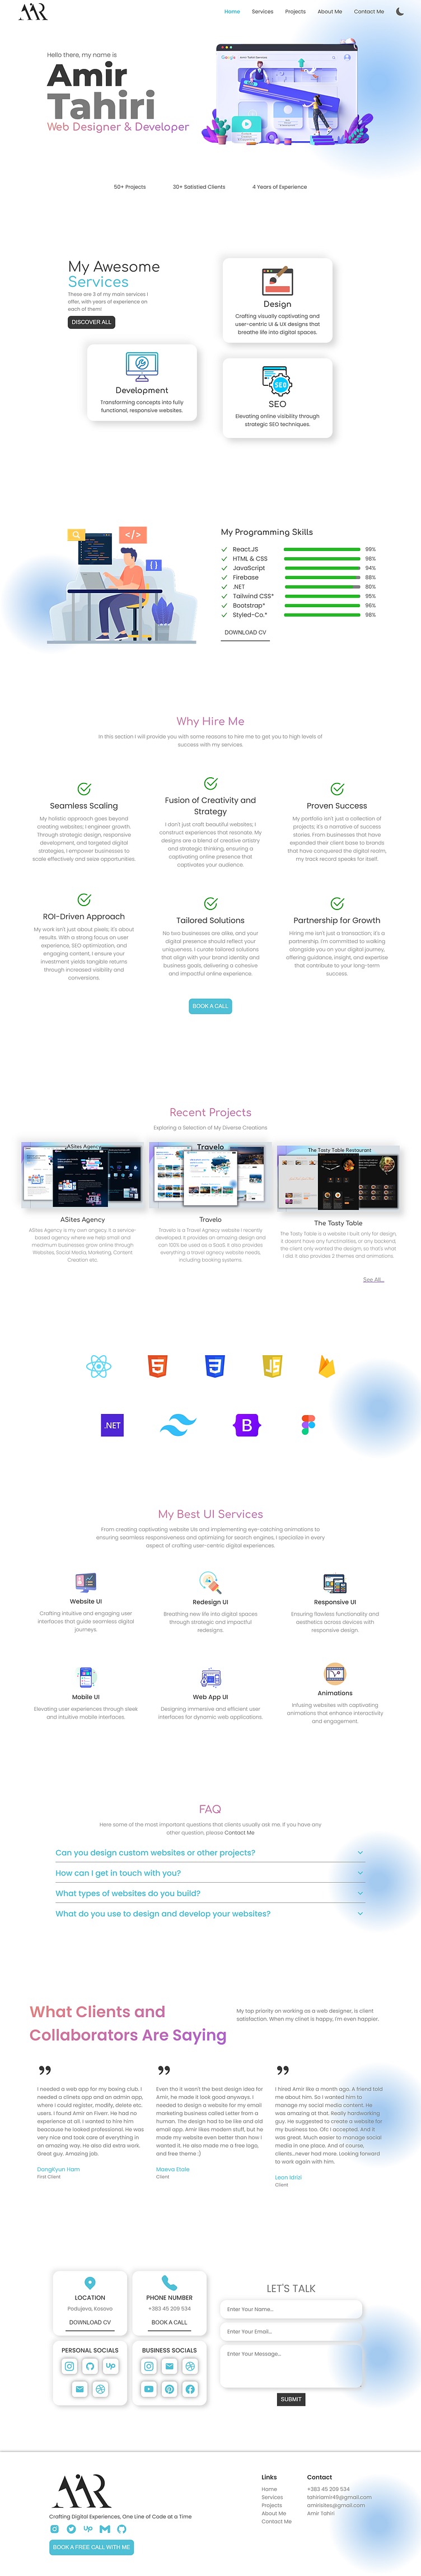 AAR
Home
Services
Projects
About Me
Contact Me
Hello there, my name is
Amir
Tahiri
Web Designer & Developer
Google
50+ Projects
30+ Satistied Clients
4 Years of Experience
My Awesome
Services
These are 3 of my main services I
offer, with years of experience on
each of them!
DISCOVER ALL
Design
Crafting visually captivating and
user-centric UI & UX designs that
breathe life into digital spaces.
Development
Transforming concepts into fully
functional, responsive websites.
SEO
SEO
Elevating online visibility through
strategic SEO techniques.
</>
{ }
My Programming Skills
React.JS 99%
HTML & CSS 98%
JavaScript 94%
Firebase 88%
.NET 80%
Tailwind CSS* 95%
Bootstrap* 96%
Styled-Co.* 98%
DOWNLOAD CV
Why Hire Me
In this section I will provide you with some reasons to hire me to get you to high levels of
success with my services.
Seamless Scaling
My holistic approach goes beyond
creating websites; I engineer growth.
Through strategic design, responsive
development, and targeted digital
strategies, I empower businesses to
scale effectively and seize opportunities.
Fusion of Creativity and
Strategy
I don't just craft beautiful websites; I
construct experiences that resonate. My
designs are a blend of creative artistry
and strategic thinking, ensuring a
captivating online presence that
captivates your audience.
Proven Success
My portfolio isn't just a collection of
projects; it's a narrative of success
stories. From businesses that have
expanded their client base to brands
that have conquered the digital realm,
my track record speaks for itself.
ROI-Driven Approach
My work isn't just about pixels; it's about
results. With a strong focus on user
experience, SEO optimization, and
engaging content, I ensure your
investment yields tangible returns
through increased visibility and
conversions.
Tailored Solutions
No two businesses are alike, and your
digital presence should reflect your
uniqueness. I curate tailored solutions
that align with your brand identity and
business goals, delivering a cohesive
and impactful online experience.
Partnership for Growth
Hiring me isn't just a transaction; it's a
partnership. I'm committed to walking
alongside you on your digital journey,
offering guidance, insight, and expertise
that contribute to your long-term
success.
BOOK A CALL
Recent Projects
Exploring a Selection of My Diverse Creations
ASites Agency
Travelo
The Tasty Table Restaurant
ASites Agency
ASites Agency is my own angecy. It a service-
based agency where we help small and
medimum businesses grow online through
Websites, Social Media, Marketing, Content
Creation etc.
Travelo
Travelo is a Travel Agnecy website I recently
developed. It provides an amazing design and
can 100% be used as a SaaS. It also provides
everything a travel agnecy website needs,
including booking systems.
The Tasty Table
The Tasty Table is a website I built only for design.
It doesnt have any functinalities, or any backend,
the client only wanted the design, so that's what
I did. It also provides 2 themes and animations.
See All...
5
3
JS
.NET
B
My Best UI Services
From creating captivating website UIs and implementing eye-catching animations to
ensuring seamless responsiveness and optimizing for search engines, I specialize in every
aspect of crafting user-centric digital experiences.
Website UI
Crafting intuitive and engaging user
interfaces that guide seamless digital
journeys.
Redesign UI
Breathing new life into digital spaces
through strategic and impactful
redesigns.
Responsive UI
Ensuring flawless functionality and
aesthetics across devices with
responsive design.
Mobile UI
Elevating user experiences through sleek
and intuitive mobile interfaces.
Web App UI
Designing immersive and efficient user
interfaces for dynamic web applications.
Animations
Infusing websites with captivating
animations that enhance interactivity
and engagement.
FAQ
Here some of the most important questions that clients usually ask me. If you have any
other question, please Contact Me
Can you design custom websites or other projects?
How can I get in touch with you?
What types of websites do you build?
What do you use to design and develop your websites?
What Clients and
Collaborators Are Saying
My top priority on working as a web designer, is client
satisfaction. When my clinet is happy, I'm even happier.
I needed a web app for my boxing club. I
needed a clinets app and an admin app,
where I could register, madify, delete etc.
users. I found Amir on Fiverr. He had no
experience at all. I wanted to hire him
beacuase he looked professional. He was
very nice and took care of everything in
an amazing way. He also did extra work.
Great guy. Amazing job.
DongKyun Ham
First Client
Even tho it wasn't the best design idea for
Amir, he made it look good anyways. I
needed to design a website for my email
marketing business called Letter from a
human. The design had to be like and old
email app. Amir likes modern stuff, but he
made my website even better than how I
wanted it. He also made me a free logo,
and free theme :)
Maeva Etale
Client
I hired Amir like a month ago. A friend told
me about him. So I wanted him to
manage my social media content. He
was amazing at that. Really hardworking
guy. He suggested to create a website for
my business too. Ofc I accepted. And it
was great. Much easier to manage social
media in one place. And of course,
clients...never had more. Looking forward
to work again with him.
Leon Idrizi
Client
LOCATION
Podujeva, Kosovo
DOWNLOAD CV
PHONE NUMBER
+383 45 209 534
BOOK A CALL
PERSONAL SOCIALS
Up
BUSINESS SOCIALS
LET'S TALK
Enter Your Name...
Enter Your Email...
Enter Your Message...
SUBMIT
AAR
Crafting Digital Experiences, One Line of Code at a Time
Up
BOOK A FREE CALL WITH ME
Links
Home
Services
Projects
About Me
Contact Me
Contact
+383 45 209 534
tahiriamir45@gmail.com
amirisites@gmail.com
Amir Tahiri